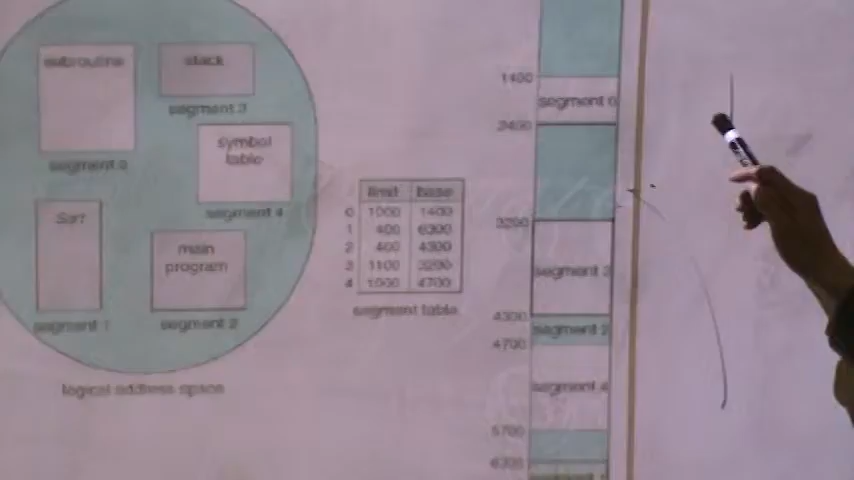 subroutine
stack
segment 3
segment 0
symbol
table
segment 4
Sqrt
main
program
segment 1
segment 2
logical address space
limit base
0 1000 1400
1 400 6300
2 400 4300
3 1100 3200
4 1000 4700
segment table
1400
segment 0
2400
3200
segment 3
4300
segment 2
4700
segment 4
5700
6300
segment 1